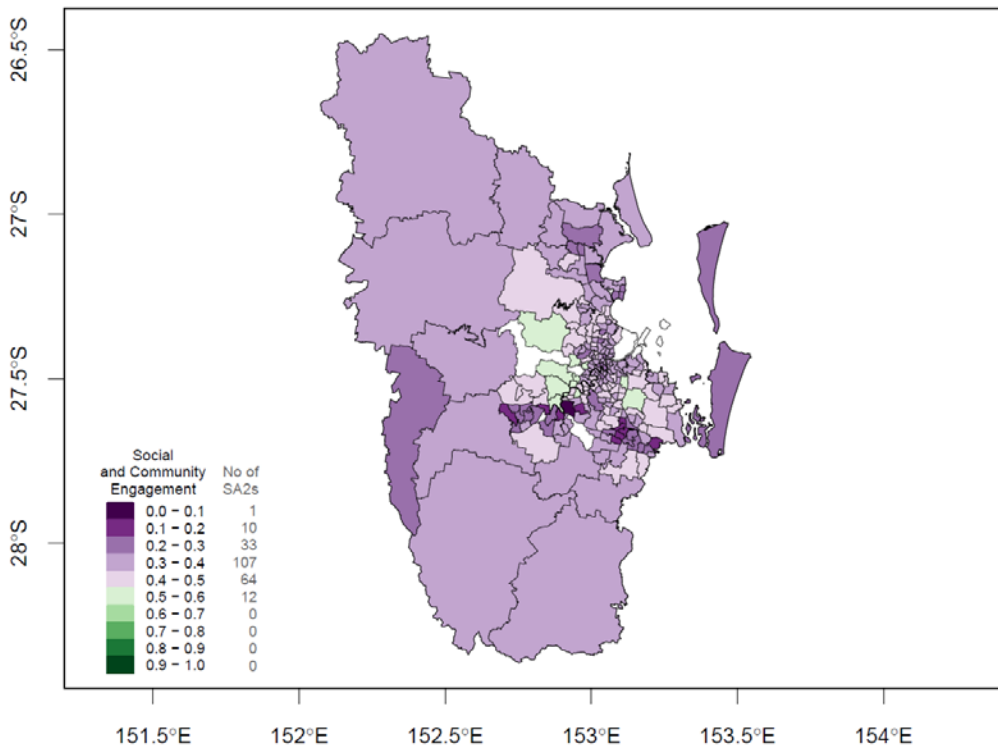 26.5°S
27°S
27.5°S
28°S
Social
and Community No of
Engagement SA2s
0.0 – 0.1 1
0.1 – 0.2 10
0.2 – 0.3 33
0.3 – 0.4 107
0.4 – 0.5 64
0.5 – 0.6 12
0.6 – 0.7 0
0.7 – 0.8 0
0.8 – 0.9 0
0.9 – 1.0 0
151.5°E 152°E 152.5°E 153°E 153.5°E 154°E